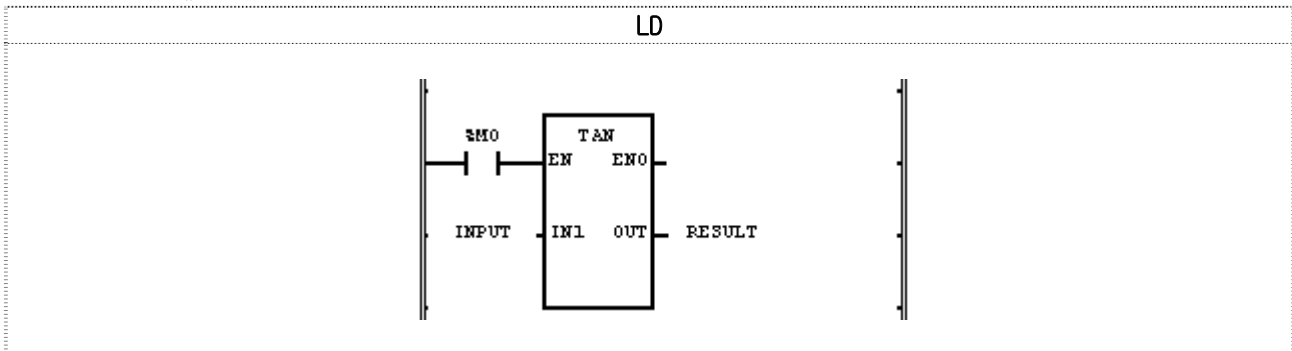 LD
%M0
TAN
EN ENO
INPUT IN1 OUT RESULT